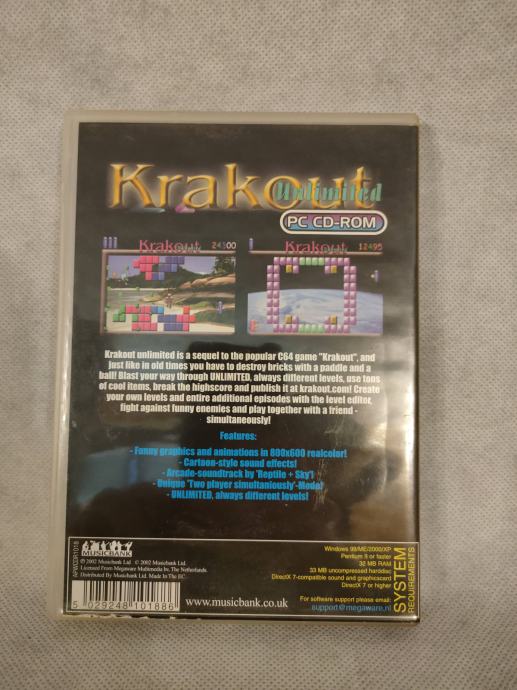 Krakout
Unlimited
PC CD-ROM
Krakout 24300
Krakout 12495
Krakout unlimited is a sequel to the popular C64 game "Krakout", and
just like in old times you have to destroy bricks with a paddle and a
ball! Blast your way through UNLIMITED, always different levels, use tons
of cool items, break the highscore and publish it at krakout.com! Create
your own levels and entire additional episodes with the level editor,
fight against funny enemies and play together with a friend -
simultaneously!
Features:
- Funny graphics and animations in 800x600 realcolor!
- Cartoon-style sound effects!
- Arcade-soundtrack by 'Reptile + Sky'!
- Unique 'Two player simultaniously'-Mode!
- UNLIMITED, always different levels!
MUSICBANK
℗ 2002 Musicbank Ltd. © 2002 Musicbank Ltd.
Licensed From Megaware Multimedia bv. The Netherlands.
Distributed By Musicbank Ltd. Made In The EC.
5 029248 101886
www.musicbank.co.uk
Windows 98/ME/2000/XP
Pentium II or faster
32 MB RAM
33 MB uncompressed harddisc
DirectX 7-compatible sound and graphiscard
DirectX 7 or higher
For software support please email:
support@megaware.nl
SYSTEM
REQUIREMENTS